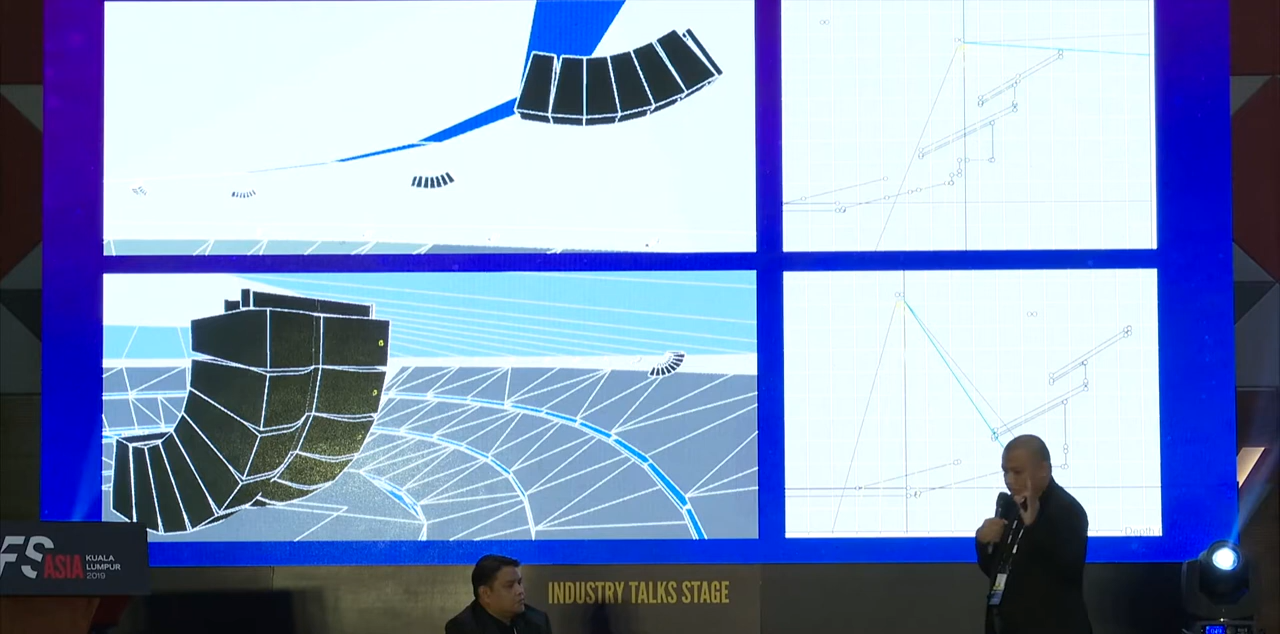 FS ASIA KUALA
LUMPUR
2019
INDUSTRY TALKS STAGE
Depth